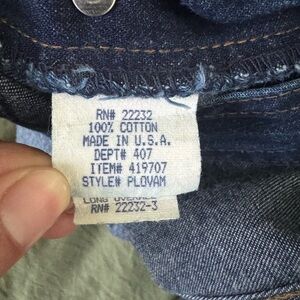 RN# 22232
100% COTTON
MADE IN U.S.A.
DEPT# 407
ITEM# 419707
STYLE# PLOVAM
LONG OVERALL
RN# 22232-3